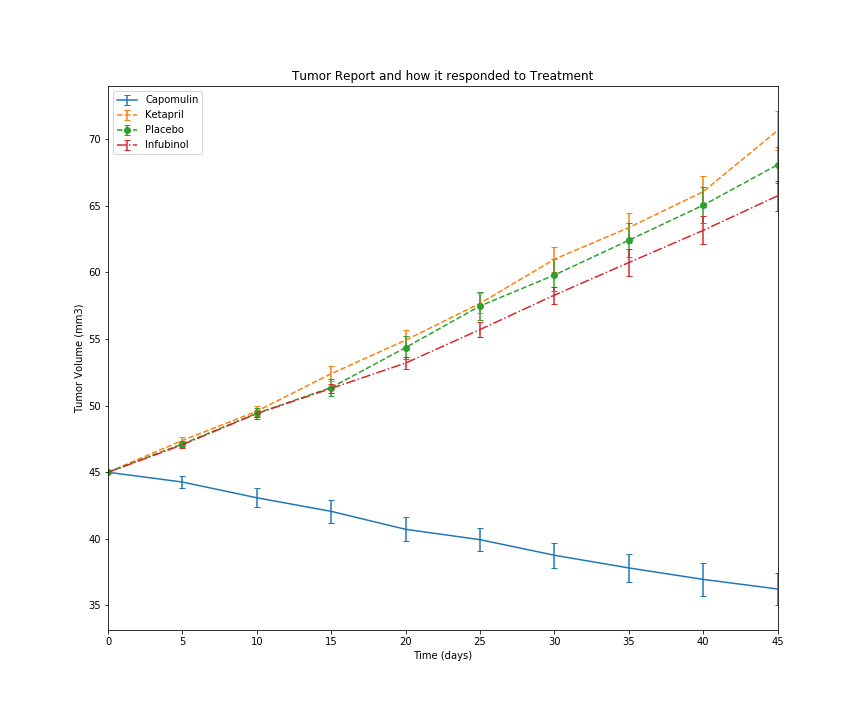 Tumor Report and how it responded to Treatment
Capomulin
Ketapril
Placebo
Infubinol
Tumor Volume (mm3)
70
65
60
55
50
45
40
35
0 5 10 15 20 25 30 35 40 45
Time (days)